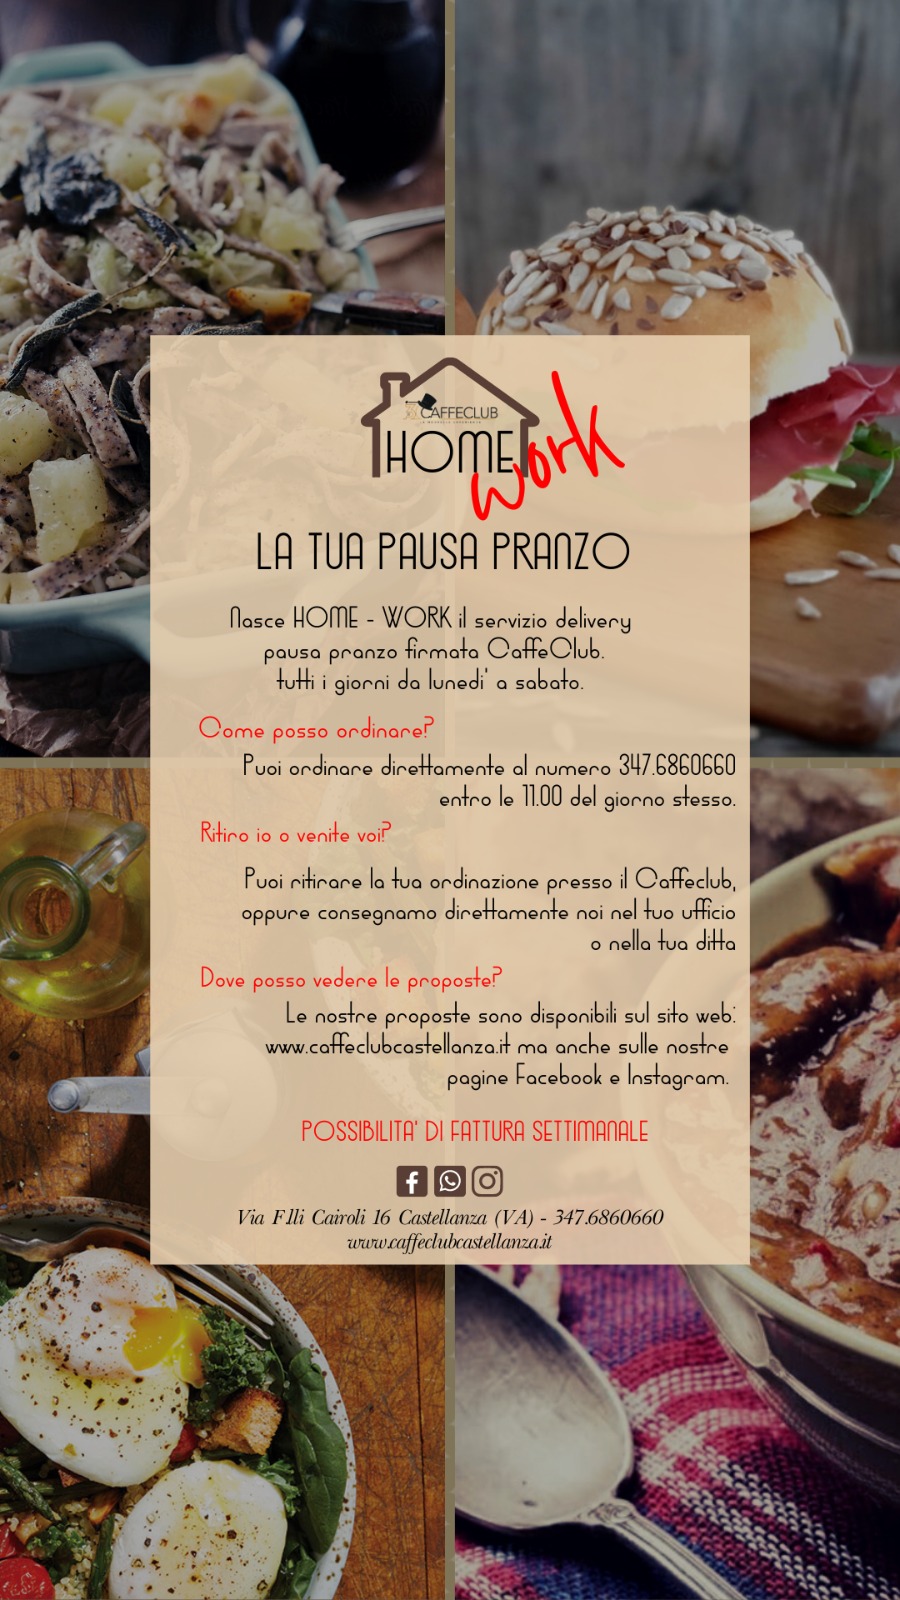 CAFFECLUB
HOME
work
LA TUA PAUSA PRANZO
Nasce HOME - WORK il servizio delivery
pausa pranzo firmata CaffeClub.
tutti i giorni da lunedi' a sabato.
Come posso ordinare?
Puoi ordinare direttamente al numero 347.6860660
entro le 11.00 del giorno stesso.
Ritiro io o venite voi?
Puoi ritirare la tua ordinazione presso il Caffeclub,
oppure consegnamo direttamente noi nel tuo ufficio
o nella tua ditta
Dove posso vedere le proposte?
Le nostre proposte sono disponibili sul sito web:
www.caffeclubcastellanza.it ma anche sulle nostre
pagine Facebook e Instagram.
POSSIBILITA' DI FATTURA SETTIMANALE
Via F.lli Cairoli 16 Castellanza (VA) - 347.6860660
www.caffeclubcastellanza.it